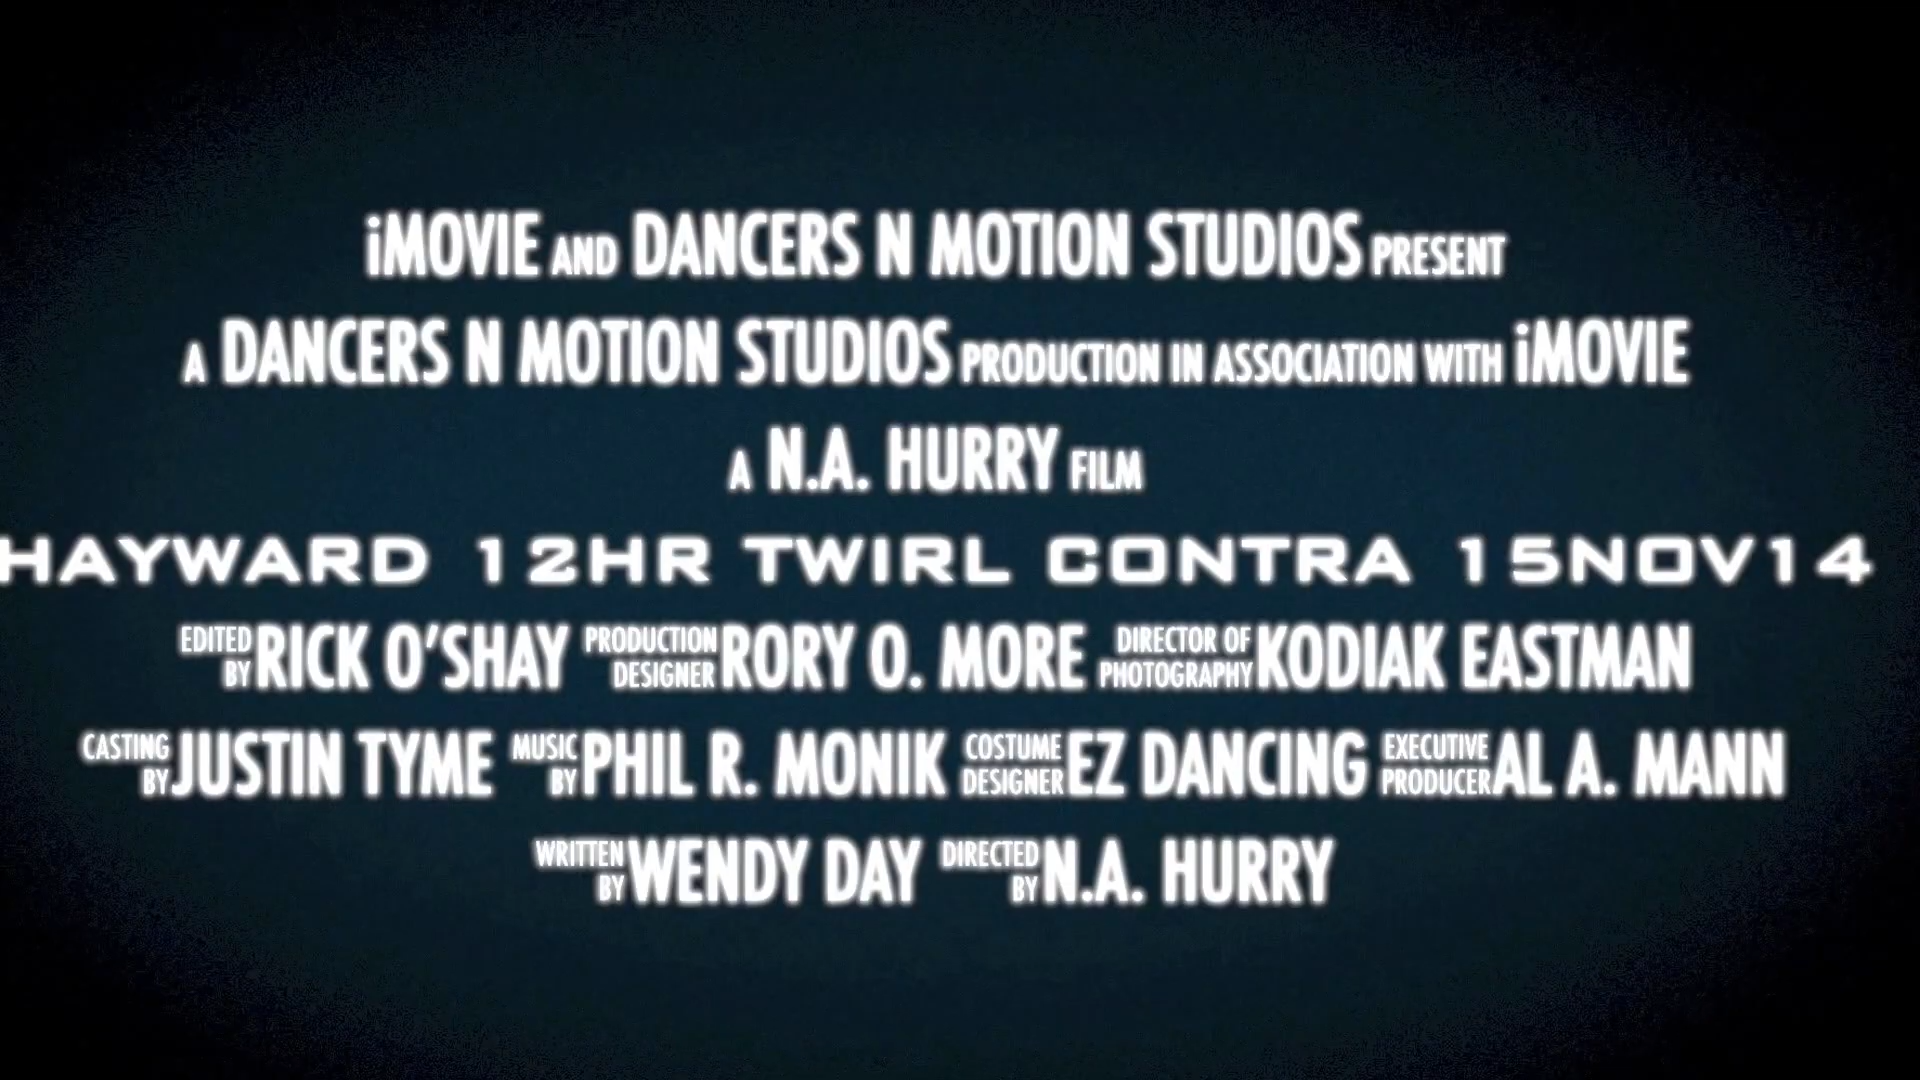 iMOVIE AND DANCERS N MOTION STUDIOS PRESENT
A DANCERS N MOTION STUDIOS PRODUCTION IN ASSOCIATION WITH iMOVIE
A N.A. HURRY FILM
HAYWARD 12HR TWIRL CONTRA 15NOV14
EDITED BY RICK O'SHAY PRODUCTION DESIGNER RORY O. MORE DIRECTOR OF PHOTOGRAPHY KODIAK EASTMAN
CASTING BY JUSTIN TYME MUSIC BY PHIL R. MONIK COSTUME DESIGNER EZ DANCING EXECUTIVE PRODUCER AL A. MANN
WRITTEN BY WENDY DAY DIRECTED BY N.A. HURRY